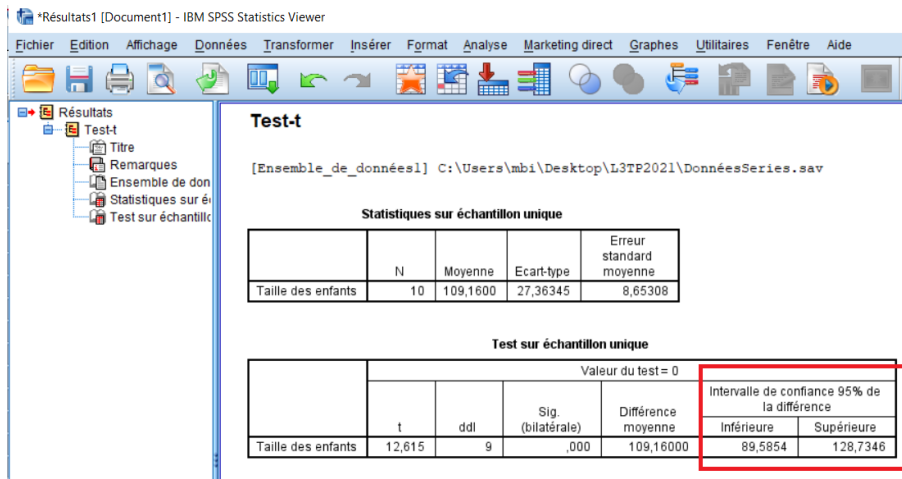 *Résultats1 [Document1] - IBM SPSS Statistics Viewer
Fichier Edition Affichage Données Transformer Insérer Format Analyse Marketing direct Graphes Utilitaires Fenêtre Aide
Résultats
Test-t
Titre
Remarques
Ensemble de don
Statistiques sur é
Test sur échantillo
Test-t
[Ensemble_de_données1] C:\Users\mbi\Desktop\L3TP2021\DonnéesSeries.sav
Statistiques sur échantillon unique
N Moyenne Ecart-type Erreur standard moyenne
Taille des enfants 10 109,1600 27,36345 8,65308
Test sur échantillon unique
Valeur du test = 0
t ddl Sig. (bilatérale) Différence moyenne Intervalle de confiance 95% de la différence
Inférieure Supérieure
Taille des enfants 12,615 9 ,000 109,16000 89,5854 128,7346